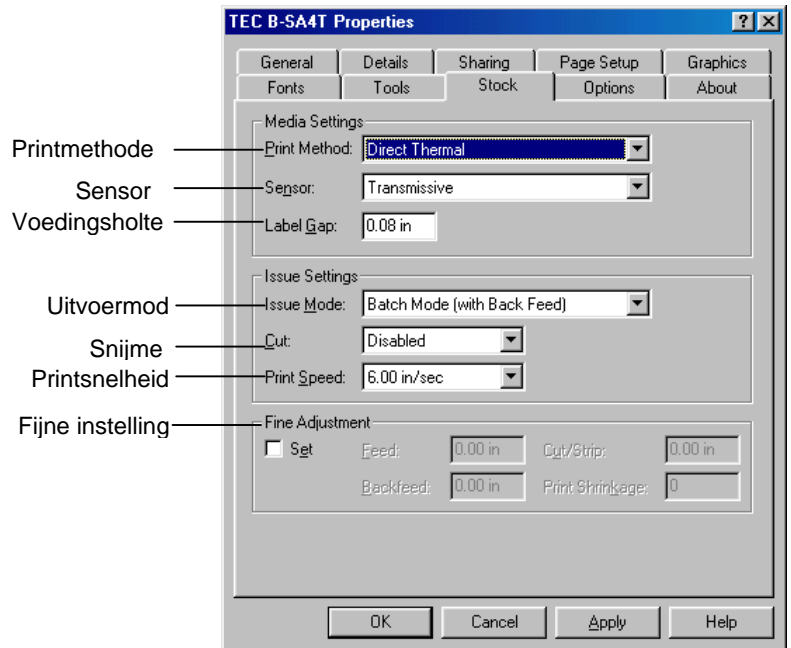 TEC B-SA4T Properties
General Details Sharing Page Setup Graphics
Fonts Tools Stock Options About
Media Settings
Printmethode Print Method: Direct Thermal
Sensor Sensor: Transmissive
Voedingsholte Label Gap: 0.08 in
Issue Settings
Uitvoermod Issue Mode: Batch Mode (with Back Feed)
Snijme Cut: Disabled
Printsnelheid Print Speed: 6.00 in/sec
Fijne instelling Fine Adjustment
Set Feed: 0.00 in Cut/Strip: 0.00 in
Backfeed: 0.00 in Print Shrinkage: 0
OK Cancel Apply Help